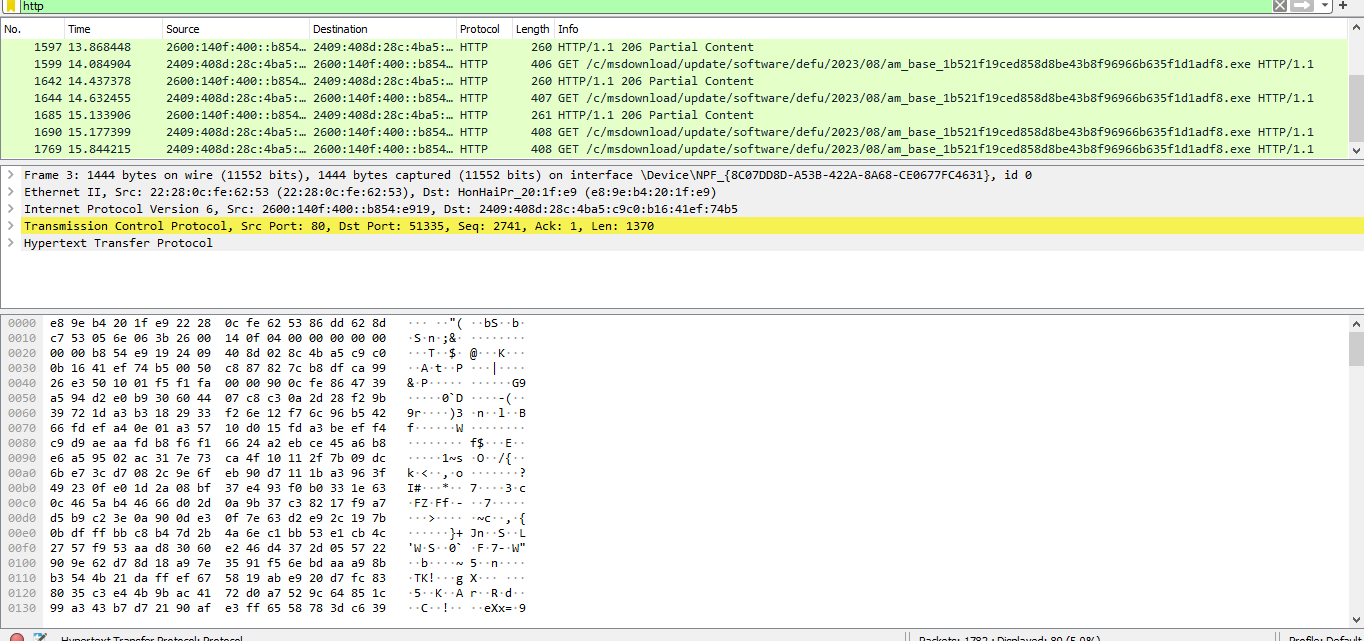 http
No. Time Source Destination Protocol Length Info
1597 13.868448 2600:140f:400::b854… 2409:408d:28c:4ba5:… HTTP 260 HTTP/1.1 206 Partial Content
1599 14.084904 2409:408d:28c:4ba5:… 2600:140f:400::b854… HTTP 406 GET /c/msdownload/update/software/defu/2023/08/am_base_1b521f19ced858d8be43b8f96966b635f1d1adf8.exe HTTP/1.1
1642 14.437378 2600:140f:400::b854… 2409:408d:28c:4ba5:… HTTP 260 HTTP/1.1 206 Partial Content
1644 14.632455 2409:408d:28c:4ba5:… 2600:140f:400::b854… HTTP 407 GET /c/msdownload/update/software/defu/2023/08/am_base_1b521f19ced858d8be43b8f96966b635f1d1adf8.exe HTTP/1.1
1685 15.133906 2600:140f:400::b854… 2409:408d:28c:4ba5:… HTTP 261 HTTP/1.1 206 Partial Content
1690 15.177399 2409:408d:28c:4ba5:… 2600:140f:400::b854… HTTP 408 GET /c/msdownload/update/software/defu/2023/08/am_base_1b521f19ced858d8be43b8f96966b635f1d1adf8.exe HTTP/1.1
1769 15.844215 2409:408d:28c:4ba5:… 2600:140f:400::b854… HTTP 408 GET /c/msdownload/update/software/defu/2023/08/am_base_1b521f19ced858d8be43b8f96966b635f1d1adf8.exe HTTP/1.1
Frame 3: 1444 bytes on wire (11552 bits), 1444 bytes captured (11552 bits) on interface \Device\NPF_{8C07DD8D-A53B-422A-8A68-CE0677FC4631}, id 0
Ethernet II, Src: 22:28:0c:fe:62:53 (22:28:0c:fe:62:53), Dst: HonHaiPr_20:1f:e9 (e8:9e:b4:20:1f:e9)
Internet Protocol Version 6, Src: 2600:140f:400::b854:e919, Dst: 2409:408d:28c:4ba5:c9c0:b16:41ef:74b5
Transmission Control Protocol, Src Port: 80, Dst Port: 51335, Seq: 2741, Ack: 1, Len: 1370
Hypertext Transfer Protocol
0000 e8 9e b4 20 1f e9 22 28 0c fe 62 53 86 dd 62 8d ··· ··"( ··bS··b·
0010 c7 53 05 6e 06 3b 26 00 14 0f 04 00 00 00 00 00 ·S·n·;&· ········
0020 00 00 b8 54 e9 19 24 09 40 8d 02 8c 4b a5 c9 c0 ···T··$· @···K···
0030 0b 16 41 ef 74 b5 00 50 c8 87 82 7c b8 df ca 99 ··A·t··P ···|····
0040 26 e3 50 10 01 f5 f1 fa 00 00 90 0c fe 86 47 39 &·P····· ······G9
0050 a5 94 d2 e0 b9 30 60 44 07 c8 c3 0a 2d 28 f2 9b ·····0`D ····-(··
0060 39 72 1d a3 b3 18 29 33 f2 6e 12 f7 6c 96 b5 42 9r····)3 ·n··l··B
0070 66 fd ef a4 0e 01 a3 57 10 d0 15 fd a3 be ef f4 f······W ········
0080 c9 d9 ae aa fd b8 f6 f1 66 24 a2 eb ce 45 a6 b8 ········ f$···E··
0090 e6 a5 95 02 ac 31 7e 73 ca 4f 10 11 2f 7b 09 dc ·····1~s ·O··/{··
00a0 6b e7 3c d7 08 2c 9e 6f eb 90 d7 11 1b a3 96 3f k·<··,·o ·······?
00b0 49 23 0f e0 1d 2a 08 bf 37 e4 93 f0 b0 33 1e 63 I#···*·· 7····3·c
00c0 0c 46 5a b4 46 66 d0 2d 0a 9b 37 c3 82 17 f9 a7 ·FZ·Ff·- ··7·····
00d0 d5 b9 c2 3e 0a 90 0d e3 0f 7e 63 d2 e9 2c 19 7b ···>···· ·~c··,·{
00e0 0b df ff bb c8 b4 7d 2b 4a 6e c1 bb 53 e1 cb 4c ······}+ Jn··S··L
00f0 27 57 f9 53 aa d8 30 60 e2 46 d4 37 2d 05 57 22 'W·S··0` ·F·7-·W"
0100 90 9e 62 d7 8d 18 a9 7e 35 91 f5 6e bd aa a9 8b ··b····~ 5··n····
0110 b3 54 4b 21 da ff ef 67 58 19 ab e9 20 d7 fc 83 ·TK!···g X··· ···
0120 80 35 c3 e4 4b 9b ac 41 72 d0 a7 52 9c 64 85 1c ·5··K··A r··R·d··
0130 99 a3 43 b7 d7 21 90 af e3 ff 65 58 78 3d c6 39 ··C··!·· ··eXx=·9
Hypertext Transfer Protocol: Protocol Packets: 1782 · Displayed: 89 (5.0%) Profile: Default